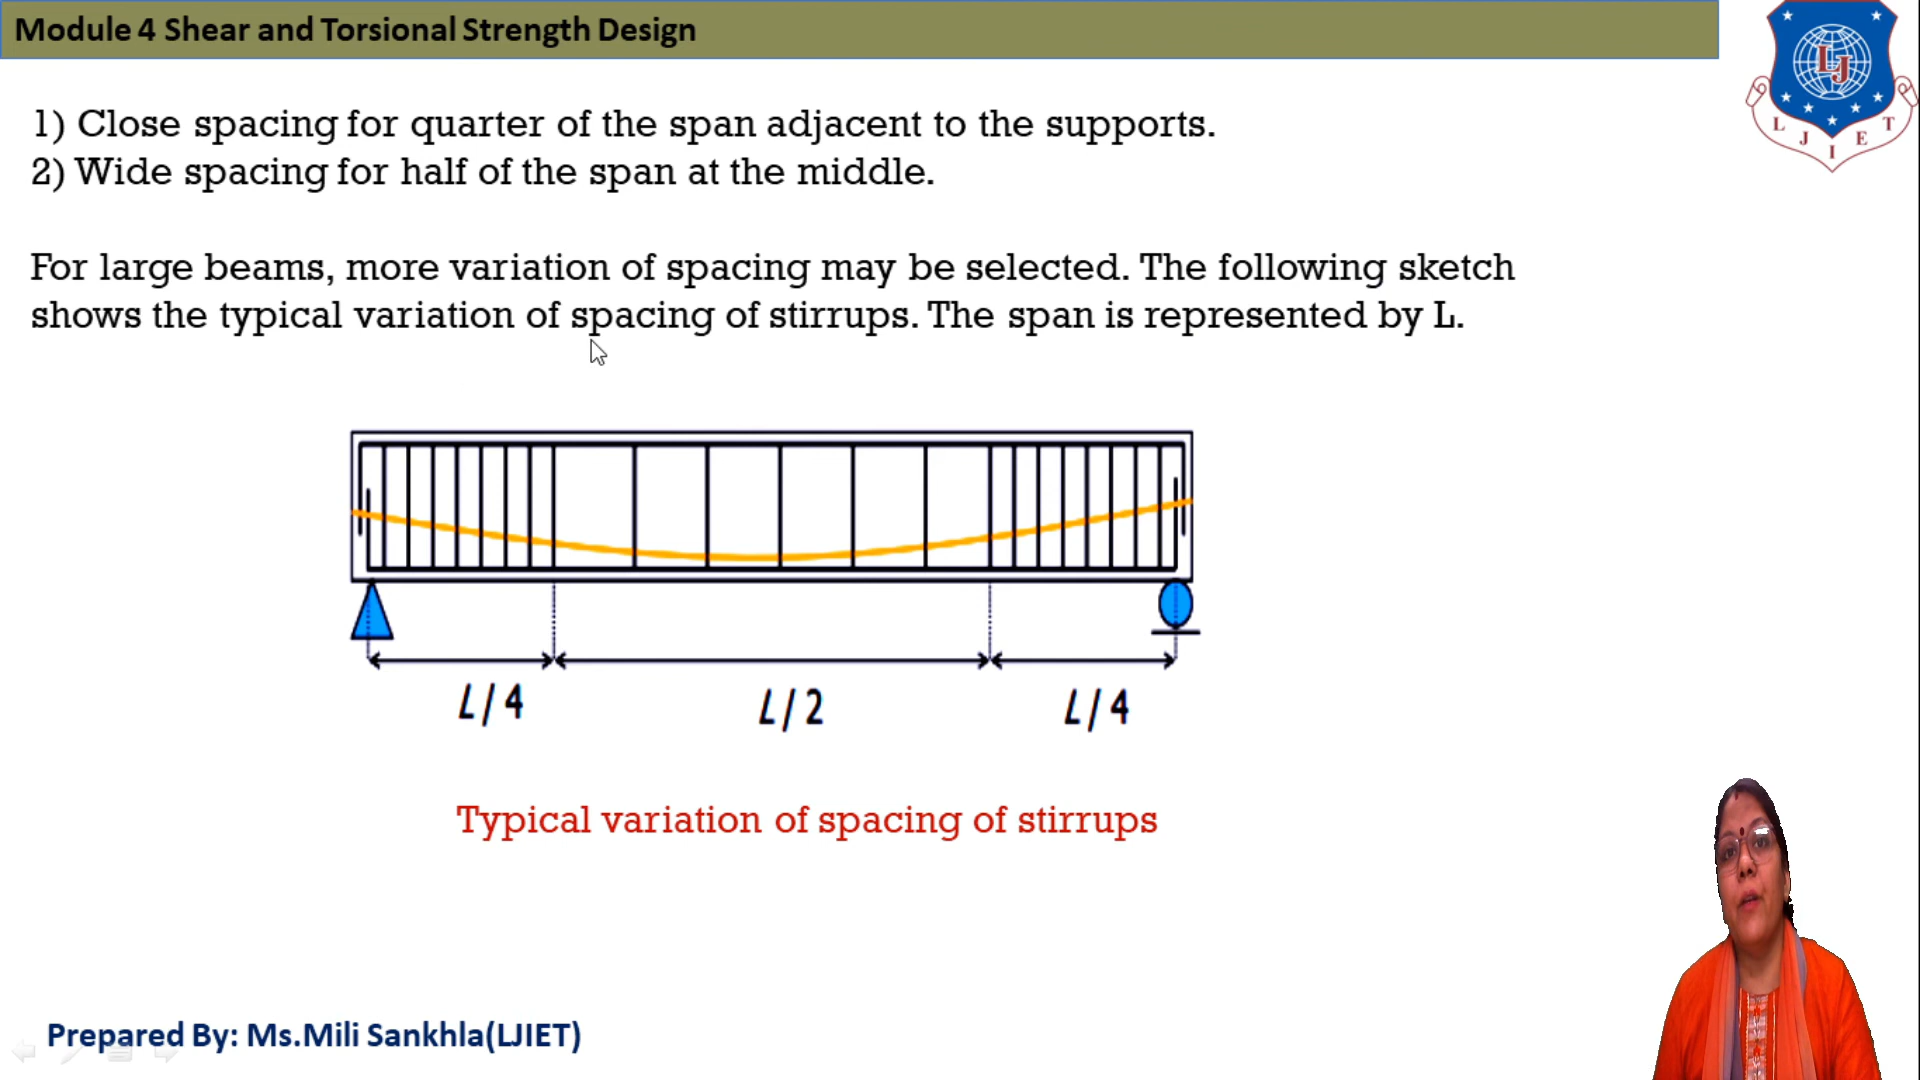 Module 4 Shear and Torsional Strength Design
1) Close spacing for quarter of the span adjacent to the supports.
2) Wide spacing for half of the span at the middle.
For large beams, more variation of spacing may be selected. The following sketch
shows the typical variation of spacing of stirrups. The span is represented by L.
L/4
L/2
L/4
Typical variation of spacing of stirrups
Prepared By: Ms.Mili Sankhla(LJIET)
LJ
L J I E T